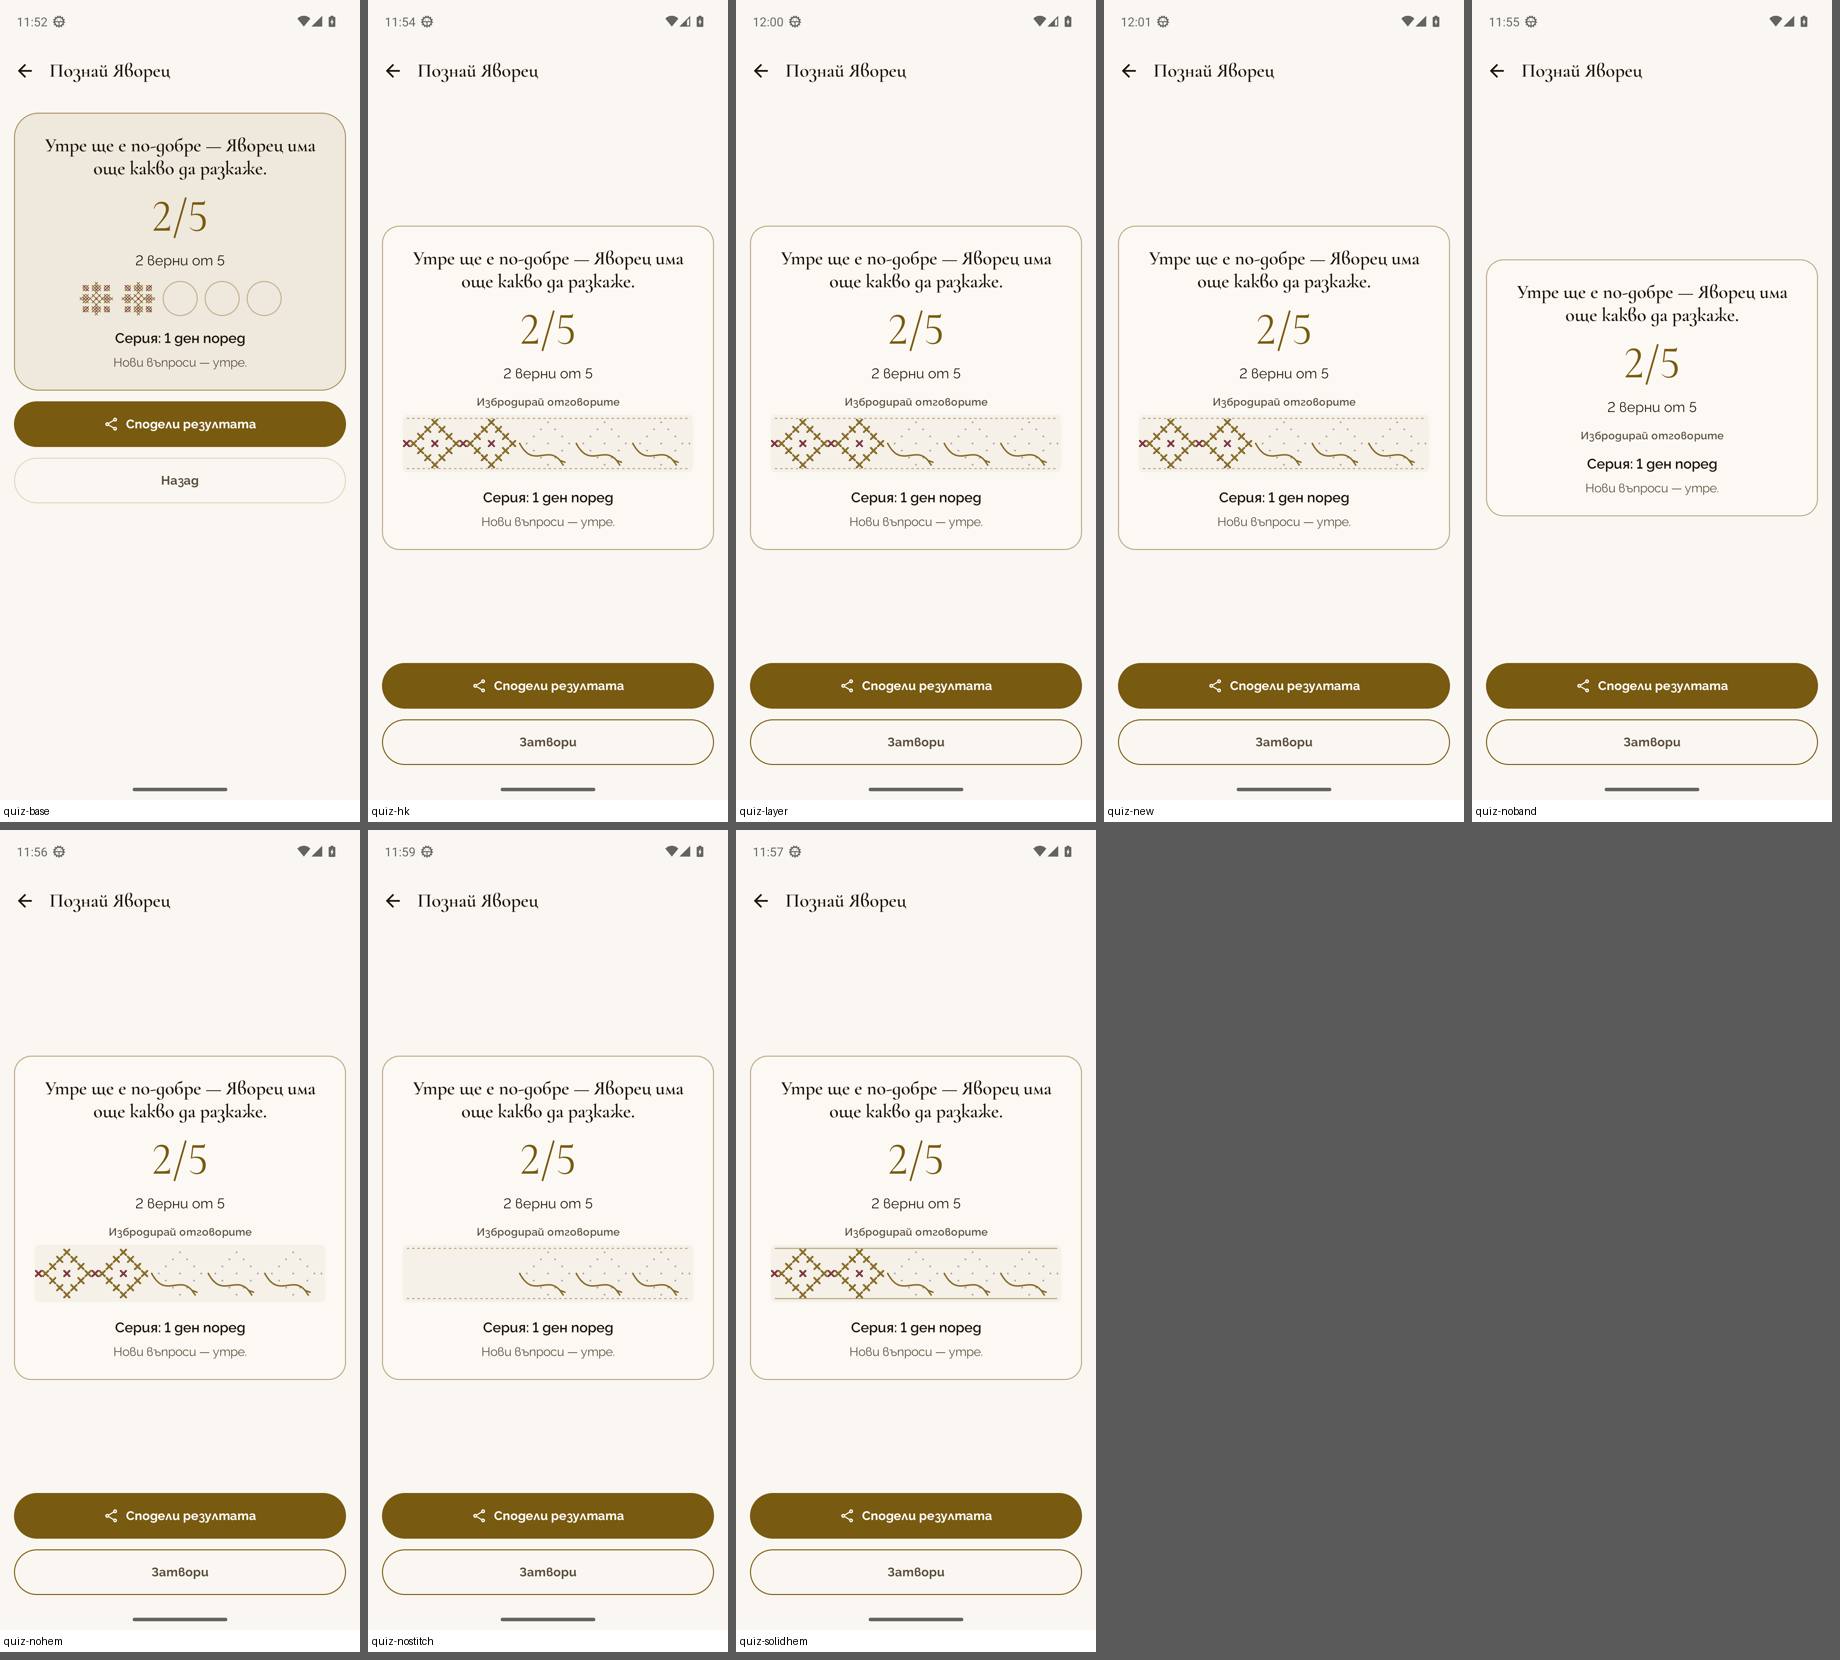 11:52
Познай Яворец
Утре ще е по-добре — Яворец има
още какво да разкаже.
2/5
2 верни от 5
Серия: 1 ден поред
Нови въпроси — утре.
Сподели резултата
Назад
quiz-base
11:54
Познай Яворец
Утре ще е по-добре — Яворец има
още какво да разкаже.
2/5
2 верни от 5
Избродирай отговорите
Серия: 1 ден поред
Нови въпроси — утре.
Сподели резултата
Затвори
quiz-hk
12:00
Познай Яворец
Утре ще е по-добре — Яворец има
още какво да разкаже.
2/5
2 верни от 5
Избродирай отговорите
Серия: 1 ден поред
Нови въпроси — утре.
Сподели резултата
Затвори
quiz-layer
12:01
Познай Яворец
Утре ще е по-добре — Яворец има
още какво да разкаже.
2/5
2 верни от 5
Избродирай отговорите
Серия: 1 ден поред
Нови въпроси — утре.
Сподели резултата
Затвори
quiz-new
11:55
Познай Яворец
Утре ще е по-добре — Яворец има
още какво да разкаже.
2/5
2 верни от 5
Избродирай отговорите
Серия: 1 ден поред
Нови въпроси — утре.
Сподели резултата
Затвори
quiz-noband
11:56
Познай Яворец
Утре ще е по-добре — Яворец има
още какво да разкаже.
2/5
2 верни от 5
Избродирай отговорите
Серия: 1 ден поред
Нови въпроси — утре.
Сподели резултата
Затвори
quiz-nohem
11:59
Познай Яворец
Утре ще е по-добре — Яворец има
още какво да разкаже.
2/5
2 верни от 5
Избродирай отговорите
Серия: 1 ден поред
Нови въпроси — утре.
Сподели резултата
Затвори
quiz-nostitch
11:57
Познай Яворец
Утре ще е по-добре — Яворец има
още какво да разкаже.
2/5
2 верни от 5
Избродирай отговорите
Серия: 1 ден поред
Нови въпроси — утре.
Сподели резултата
Затвори
quiz-solidhem